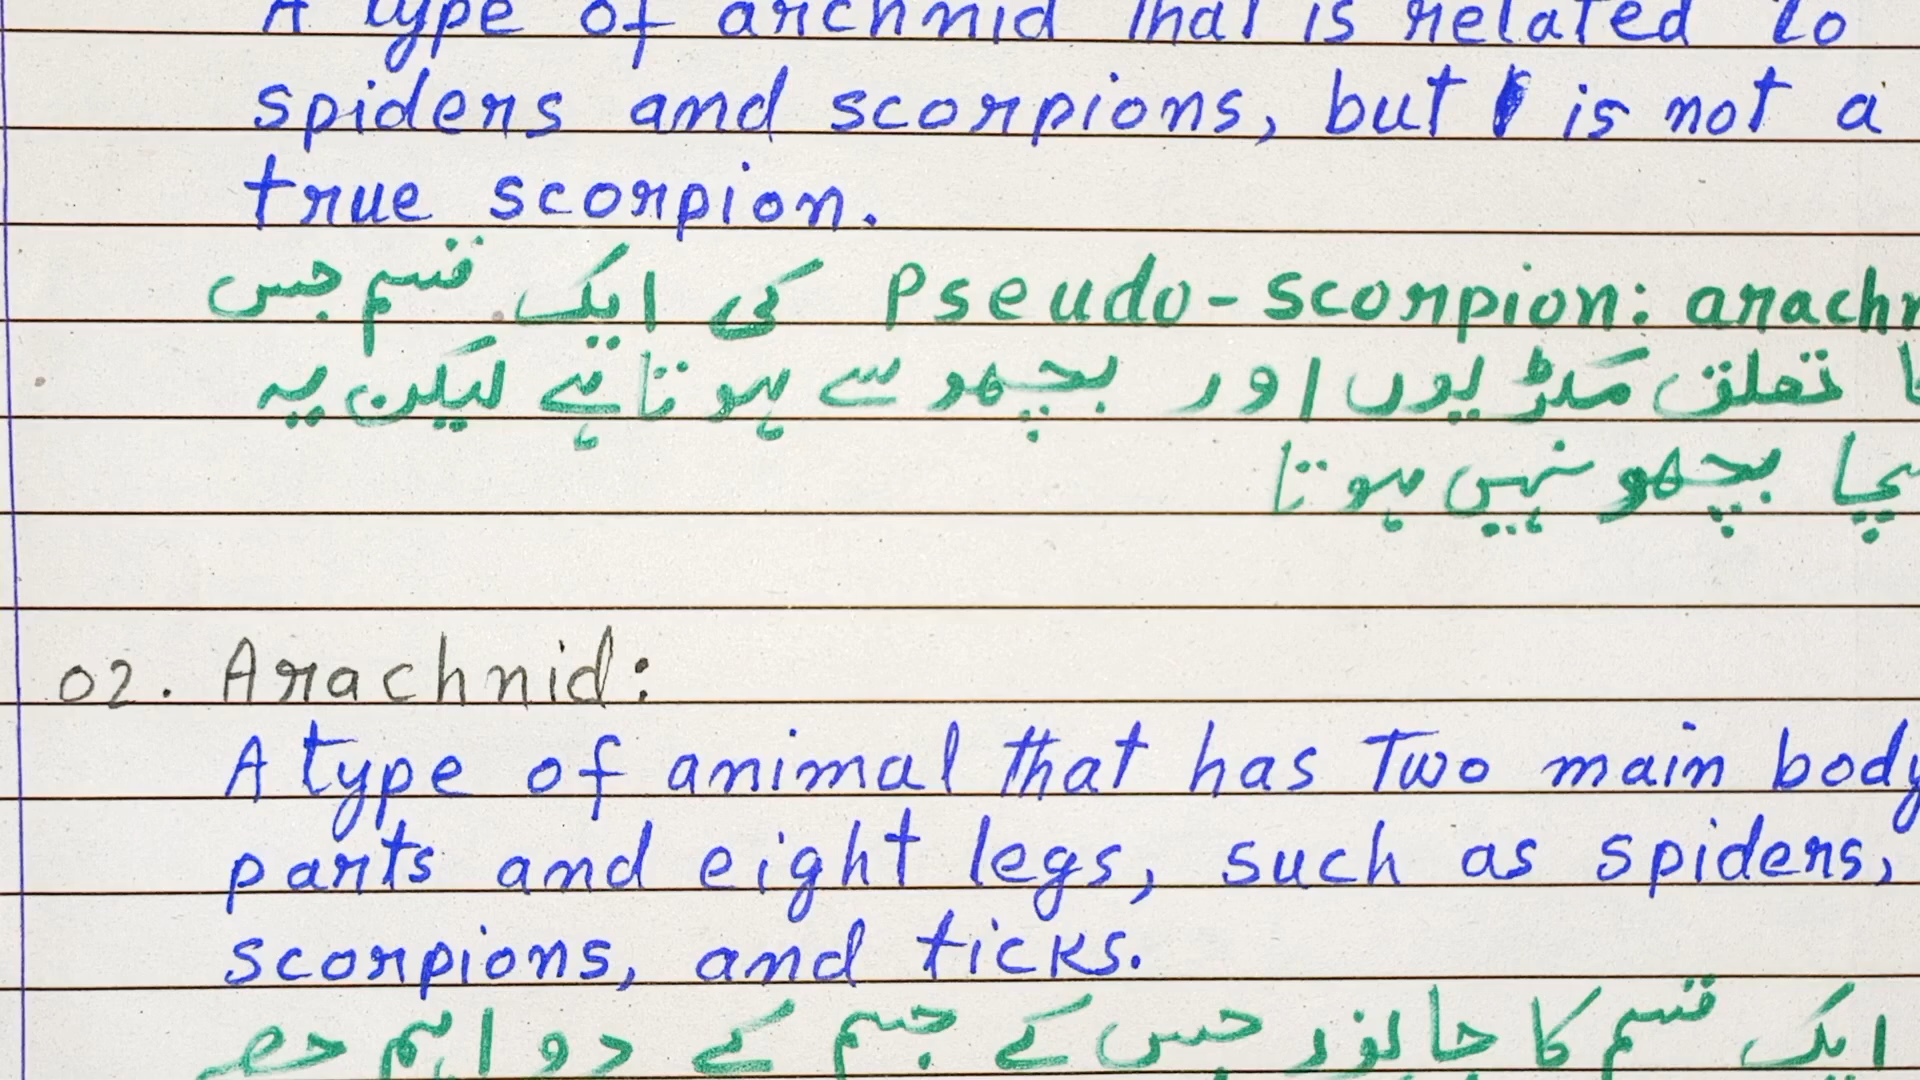 A type of archnid that is related to
spiders and scorpions, but is not a
true scorpion.
Pseudo-scorpion: کی ایک قسم جس
تعلق مکڑیوں اور بچھو سے ہوتا ہے لیکن یہ
سچا بچھو نہیں ہوتا
02. Arachnid:
A type of animal that has two main body
parts and eight legs, such as spiders,
scorpions, and ticks.
ایک قسم کا جانور جس کے جسم کے دو اہم حصے